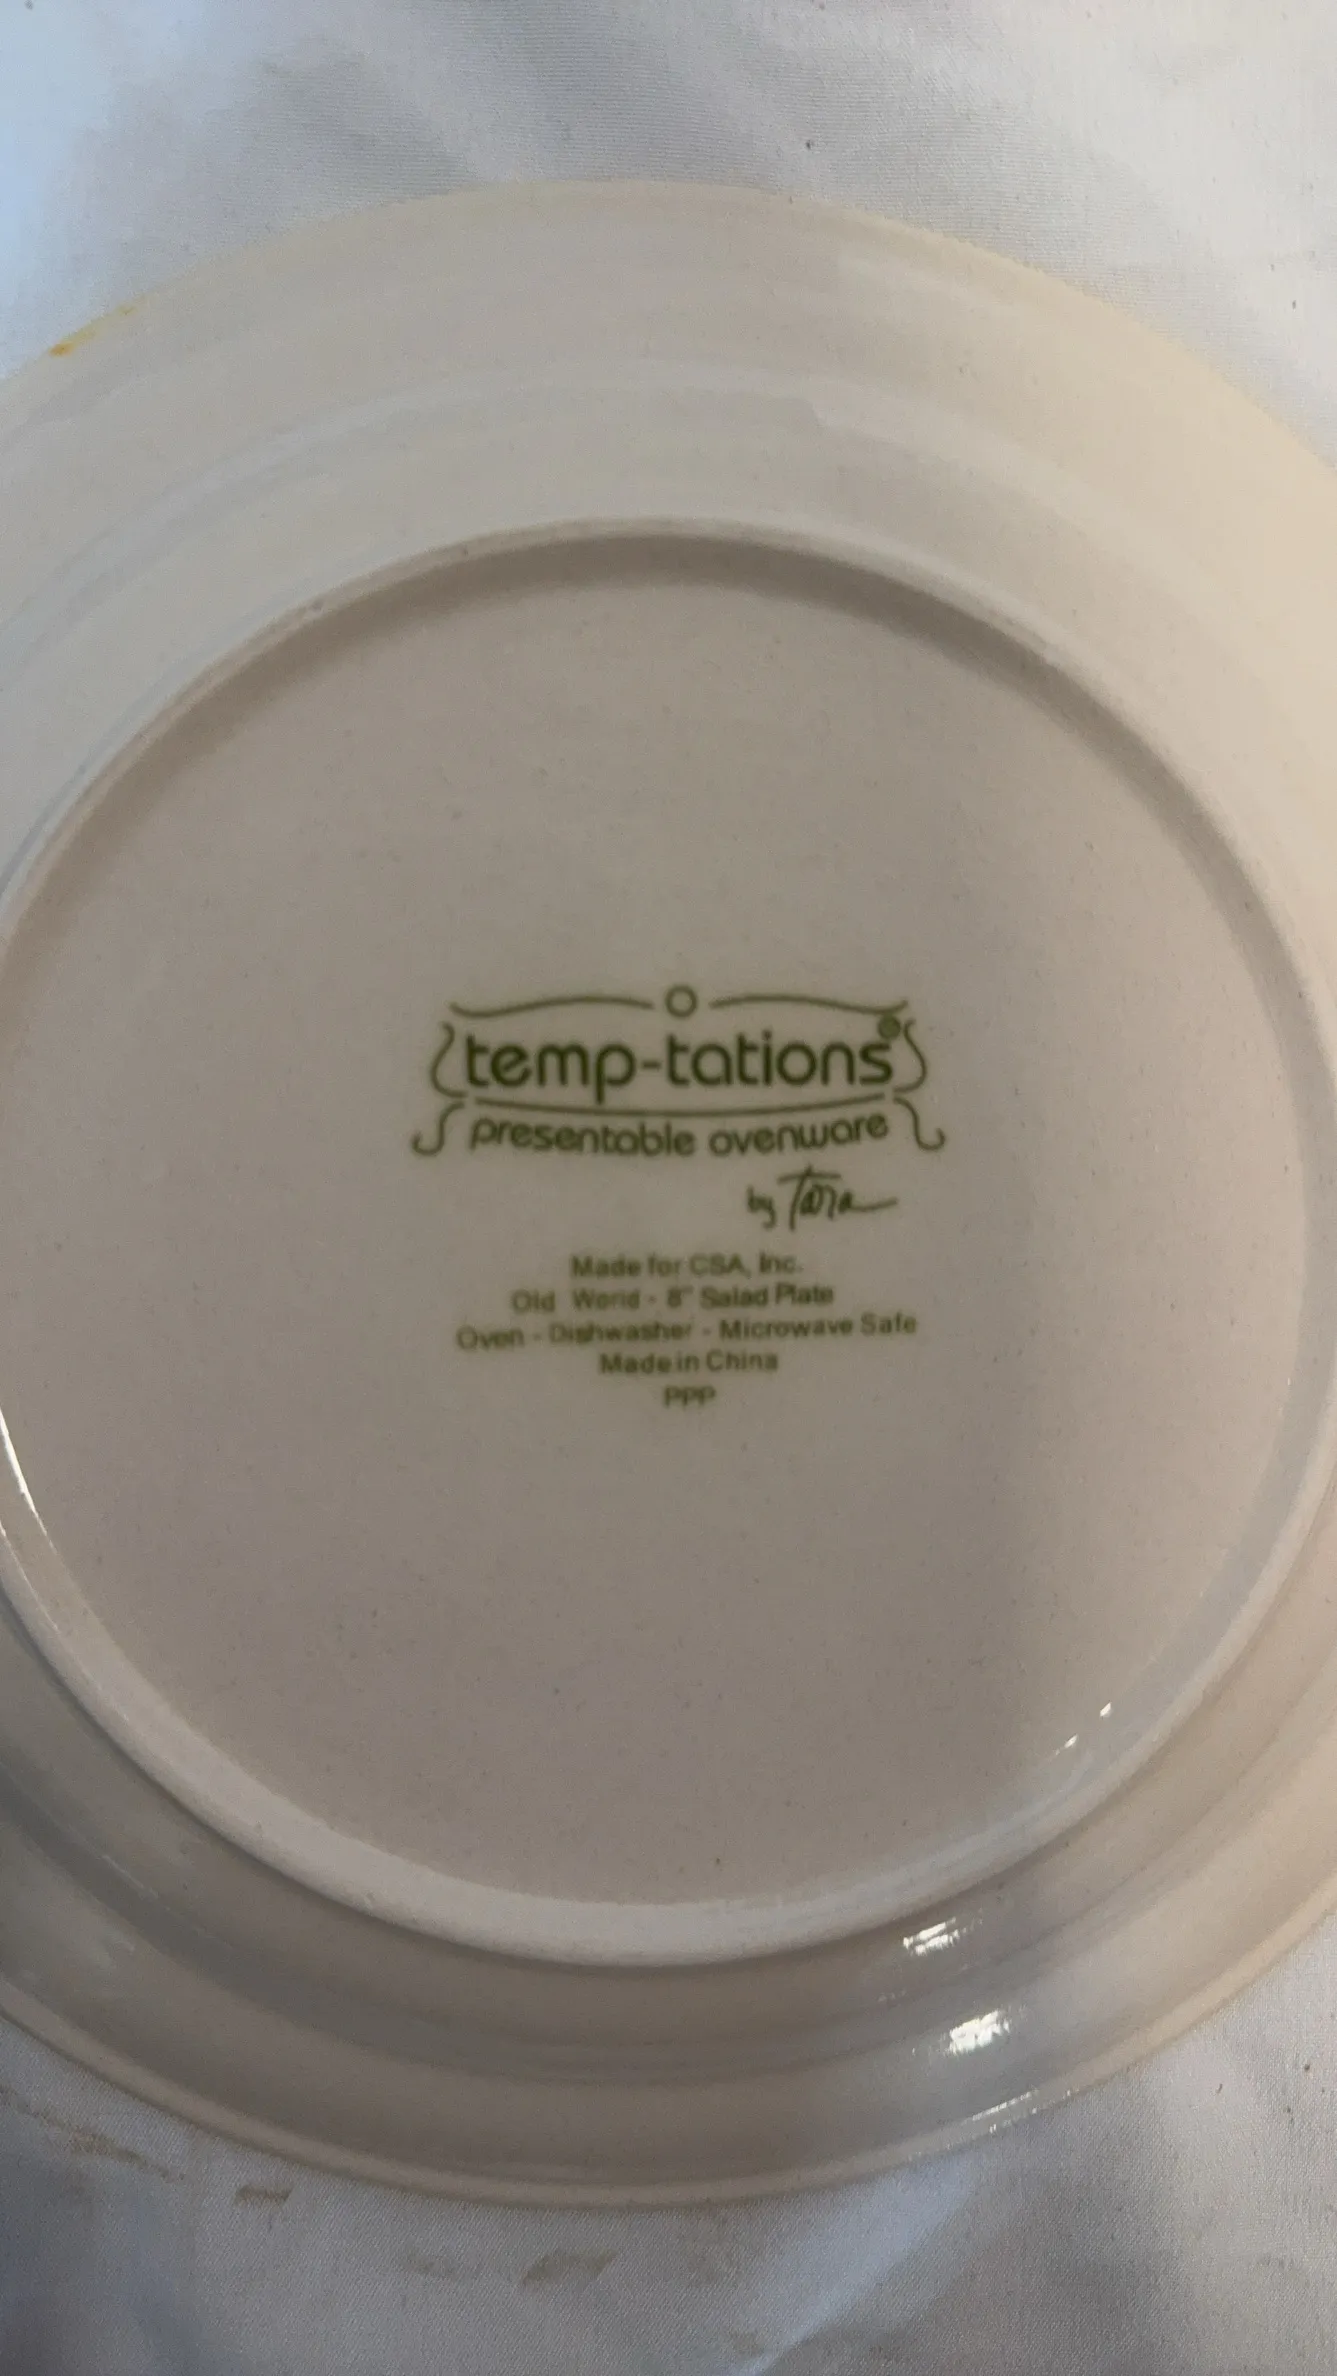 temp-tations®
presentable ovenware
by Tara
Made for CSA, Inc.
Old World - 8" Salad Plate
Oven - Dishwasher - Microwave Safe
Made in China
PPP